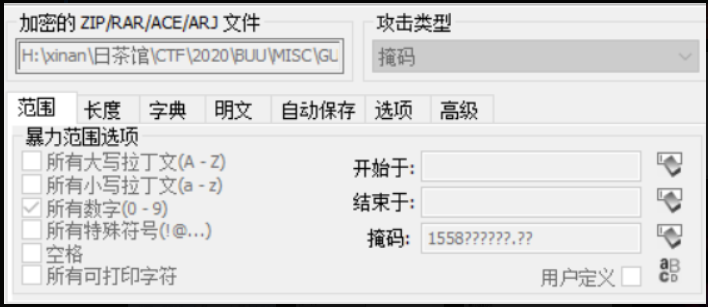 加密的 ZIP/RAR/ACE/ARJ 文件
攻击类型
H:\xinan\日茶馆\CTF\2020\BUU\MISC\GU
掩码
范围 长度 字典 明文 自动保存 选项 高级
暴力范围选项
所有大写拉丁文(A - Z)
所有小写拉丁文(a - z)
所有数字(0 - 9)
所有特殊符号(!@...)
空格
所有可打印字符
开始于:
结束于:
掩码: 1558??????.??
用户定义